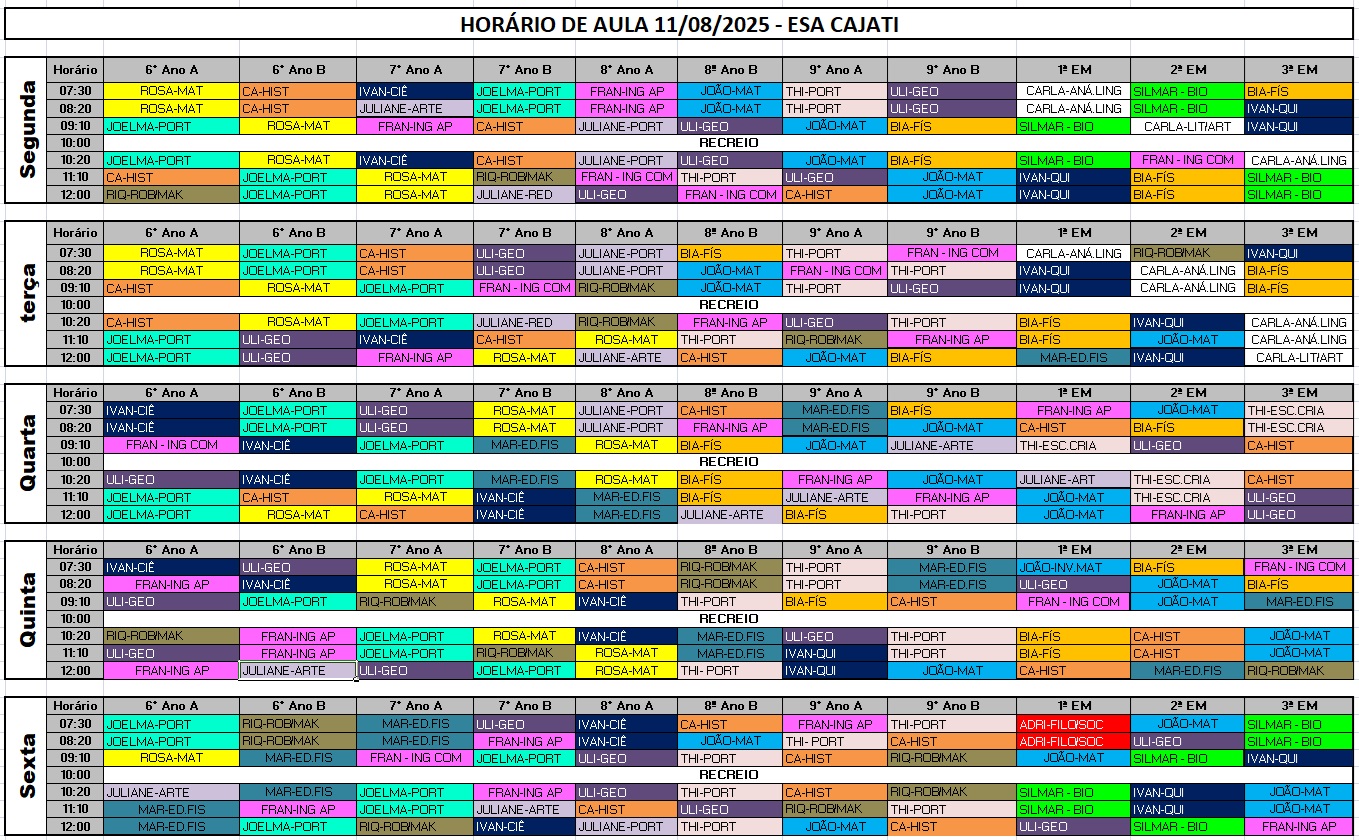 HORÁRIO DE AULA 11/08/2025 - ESA CAJATI
Segunda
Horário 6° Ano A 6° Ano B 7° Ano A 7° Ano B 8° Ano A 8ª Ano B 9° Ano A 9° Ano B 1ª EM 2ª EM 3ª EM
07:30 ROSA-MAT CA-HIST IVAN-CIÊ JOELMA-PORT FRAN-ING AP JOÃO-MAT THI-PORT ULI-GEO CARLA-ANÁ.LING SILMAR - BIO BIA-FÍS
08:20 ROSA-MAT CA-HIST JULIANE-ARTE JOELMA-PORT FRAN-ING AP JOÃO-MAT THI-PORT ULI-GEO CARLA-ANÁ.LING SILMAR - BIO IVAN-QUI
09:10 JOELMA-PORT ROSA-MAT FRAN-ING AP CA-HIST JULIANE-PORT ULI-GEO JOÃO-MAT BIA-FÍS SILMAR - BIO CARLA-LIT/ART IVAN-QUI
10:00 RECREIO
10:20 JOELMA-PORT ROSA-MAT IVAN-CIÊ CA-HIST JULIANE-PORT ULI-GEO JOÃO-MAT BIA-FÍS SILMAR - BIO FRAN - ING COM CARLA-ANÁ.LING
11:10 CA-HIST JOELMA-PORT ROSA-MAT RIQ-ROB/MAK FRAN - ING COM THI-PORT ULI-GEO JOÃO-MAT IVAN-QUI BIA-FÍS SILMAR - BIO
12:00 RIQ-ROB/MAK JOELMA-PORT ROSA-MAT JULIANE-RED ULI-GEO FRAN - ING COM CA-HIST JOÃO-MAT IVAN-QUI BIA-FÍS SILMAR - BIO
terça
Horário 6° Ano A 6° Ano B 7° Ano A 7° Ano B 8° Ano A 8ª Ano B 9° Ano A 9° Ano B 1ª EM 2ª EM 3ª EM
07:30 ROSA-MAT JOELMA-PORT CA-HIST ULI-GEO JULIANE-PORT BIA-FÍS THI-PORT FRAN - ING COM CARLA-ANÁ.LING RIQ-ROB/MAK IVAN-QUI
08:20 ROSA-MAT JOELMA-PORT CA-HIST ULI-GEO JULIANE-PORT JOÃO-MAT FRAN - ING COM THI-PORT IVAN-QUI CARLA-ANÁ.LING BIA-FÍS
09:10 CA-HIST ROSA-MAT JOELMA-PORT FRAN - ING COM RIQ-ROB/MAK JOÃO-MAT THI-PORT ULI-GEO IVAN-QUI CARLA-ANÁ.LING BIA-FÍS
10:00 RECREIO
10:20 CA-HIST ROSA-MAT JOELMA-PORT JULIANE-RED RIQ-ROB/MAK FRAN-ING AP ULI-GEO THI-PORT BIA-FÍS IVAN-QUI CARLA-ANÁ.LING
11:10 JOELMA-PORT ULI-GEO IVAN-CIÊ CA-HIST ROSA-MAT THI-PORT RIQ-ROB/MAK FRAN-ING AP BIA-FÍS JOÃO-MAT CARLA-ANÁ.LING
12:00 JOELMA-PORT ULI-GEO FRAN-ING AP ROSA-MAT JULIANE-ARTE CA-HIST JOÃO-MAT BIA-FÍS MAR-ED.FIS IVAN-QUI CARLA-LIT/ART
Quarta
Horário 6° Ano A 6° Ano B 7° Ano A 7° Ano B 8° Ano A 8ª Ano B 9° Ano A 9° Ano B 1ª EM 2ª EM 3ª EM
07:30 IVAN-CIÊ JOELMA-PORT ULI-GEO ROSA-MAT JULIANE-PORT CA-HIST MAR-ED.FIS BIA-FÍS FRAN-ING AP JOÃO-MAT THI-ESC.CRIA
08:20 IVAN-CIÊ JOELMA-PORT ULI-GEO ROSA-MAT JULIANE-PORT FRAN-ING AP MAR-ED.FIS JOÃO-MAT CA-HIST BIA-FÍS THI-ESC.CRIA
09:10 FRAN - ING COM IVAN-CIÊ JOELMA-PORT MAR-ED.FIS ROSA-MAT BIA-FÍS JOÃO-MAT JULIANE-ARTE THI-ESC.CRIA ULI-GEO CA-HIST
10:00 RECREIO
10:20 ULI-GEO IVAN-CIÊ JOELMA-PORT MAR-ED.FIS ROSA-MAT BIA-FÍS FRAN-ING AP JOÃO-MAT JULIANE-ART THI-ESC.CRIA CA-HIST
11:10 JOELMA-PORT CA-HIST ROSA-MAT IVAN-CIÊ MAR-ED.FIS BIA-FÍS JULIANE-ARTE FRAN-ING AP JOÃO-MAT THI-ESC.CRIA ULI-GEO
12:00 JOELMA-PORT ROSA-MAT CA-HIST IVAN-CIÊ MAR-ED.FIS JULIANE-ARTE BIA-FÍS THI-PORT JOÃO-MAT FRAN-ING AP ULI-GEO
Quinta
Horário 6° Ano A 6° Ano B 7° Ano A 7° Ano B 8° Ano A 8ª Ano B 9° Ano A 9° Ano B 1ª EM 2ª EM 3ª EM
07:30 IVAN-CIÊ ULI-GEO ROSA-MAT JOELMA-PORT CA-HIST RIQ-ROB/MAK THI-PORT MAR-ED.FIS JOÃO-INV.MAT BIA-FÍS FRAN - ING COM
08:20 FRAN-ING AP IVAN-CIÊ ROSA-MAT JOELMA-PORT CA-HIST RIQ-ROB/MAK THI-PORT MAR-ED.FIS ULI-GEO JOÃO-MAT BIA-FÍS
09:10 ULI-GEO JOELMA-PORT RIQ-ROB/MAK ROSA-MAT IVAN-CIÊ THI-PORT BIA-FÍS CA-HIST FRAN - ING COM JOÃO-MAT MAR-ED.FIS
10:00 RECREIO
10:20 RIQ-ROB/MAK FRAN-ING AP JOELMA-PORT ROSA-MAT IVAN-CIÊ MAR-ED.FIS ULI-GEO THI-PORT BIA-FÍS CA-HIST JOÃO-MAT
11:10 ULI-GEO FRAN-ING AP JOELMA-PORT RIQ-ROB/MAK ROSA-MAT MAR-ED.FIS IVAN-QUI THI-PORT BIA-FÍS CA-HIST JOÃO-MAT
12:00 FRAN-ING AP JULIANE-ARTE ULI-GEO JOELMA-PORT ROSA-MAT THI- PORT IVAN-QUI JOÃO-MAT CA-HIST MAR-ED.FIS RIQ-ROB/MAK
Sexta
Horário 6° Ano A 6° Ano B 7° Ano A 7° Ano B 8° Ano A 8ª Ano B 9° Ano A 9° Ano B 1ª EM 2ª EM 3ª EM
07:30 JOELMA-PORT RIQ-ROB/MAK MAR-ED.FIS ULI-GEO IVAN-CIÊ CA-HIST FRAN-ING AP THI-PORT ADRI-FILO/SOC JOÃO-MAT SILMAR - BIO
08:20 JOELMA-PORT RIQ-ROB/MAK MAR-ED.FIS FRAN-ING AP IVAN-CIÊ JOÃO-MAT THI- PORT CA-HIST ADRI-FILO/SOC ULI-GEO SILMAR - BIO
09:10 ROSA-MAT MAR-ED.FIS FRAN - ING COM JOELMA-PORT ULI-GEO THI-PORT CA-HIST RIQ-ROB/MAK JOÃO-MAT SILMAR - BIO IVAN-QUI
10:00 RECREIO
10:20 JULIANE-ARTE MAR-ED.FIS JOELMA-PORT FRAN-ING AP ULI-GEO THI-PORT CA-HIST RIQ-ROB/MAK SILMAR - BIO IVAN-QUI JOÃO-MAT
11:10 MAR-ED.FIS FRAN-ING AP JOELMA-PORT JULIANE-ARTE CA-HIST ULI-GEO RIQ-ROB/MAK THI-PORT SILMAR - BIO IVAN-QUI JOÃO-MAT
12:00 MAR-ED.FIS JOELMA-PORT RIQ-ROB/MAK IVAN-CIÊ JULIANE-PORT CA-HIST THI-PORT JOÃO-MAT ULI-GEO SILMAR - BIO FRAN-ING AP